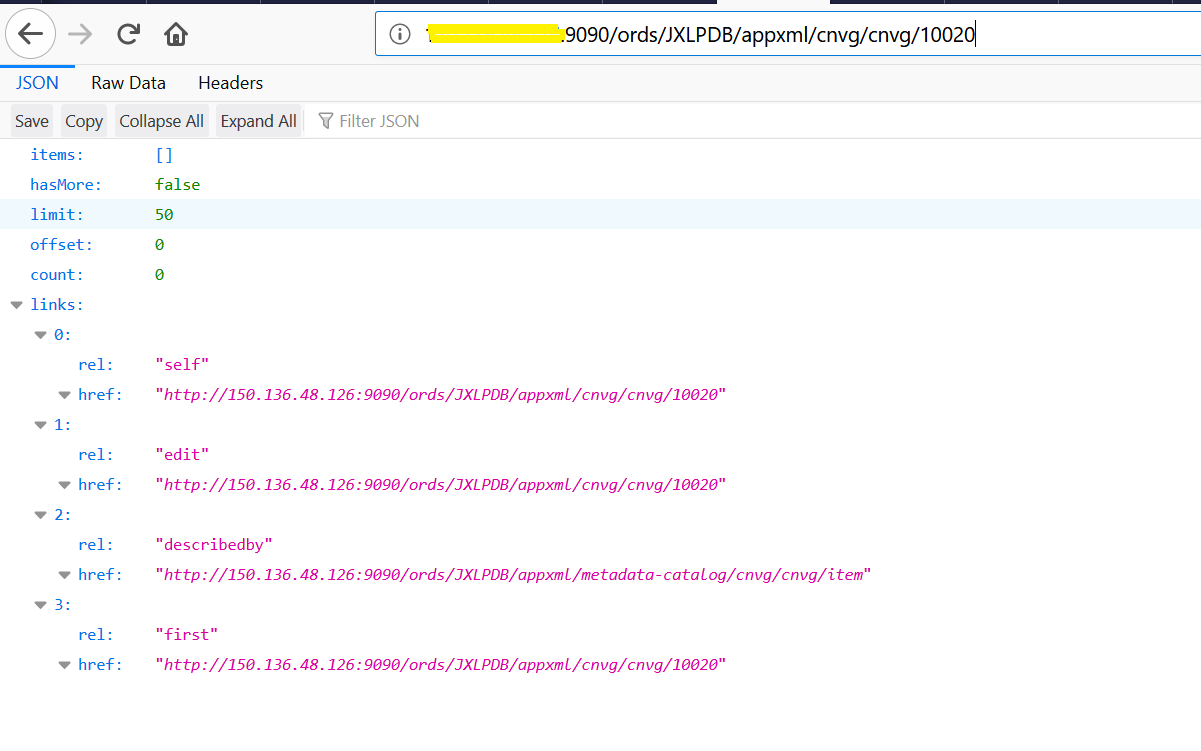 :9090/ords/JXLPDB/appxml/cnvg/cnvg/10020
JSON Raw Data Headers
Save Copy Collapse All Expand All Filter JSON
items: []
hasMore: false
limit: 50
offset: 0
count: 0
links:
0:
rel: "self"
href: "http://150.136.48.126:9090/ords/JXLPDB/appxml/cnvg/cnvg/10020"
1:
rel: "edit"
href: "http://150.136.48.126:9090/ords/JXLPDB/appxml/cnvg/cnvg/10020"
2:
rel: "describedby"
href: "http://150.136.48.126:9090/ords/JXLPDB/appxml/metadata-catalog/cnvg/cnvg/item"
3:
rel: "first"
href: "http://150.136.48.126:9090/ords/JXLPDB/appxml/cnvg/cnvg/10020"